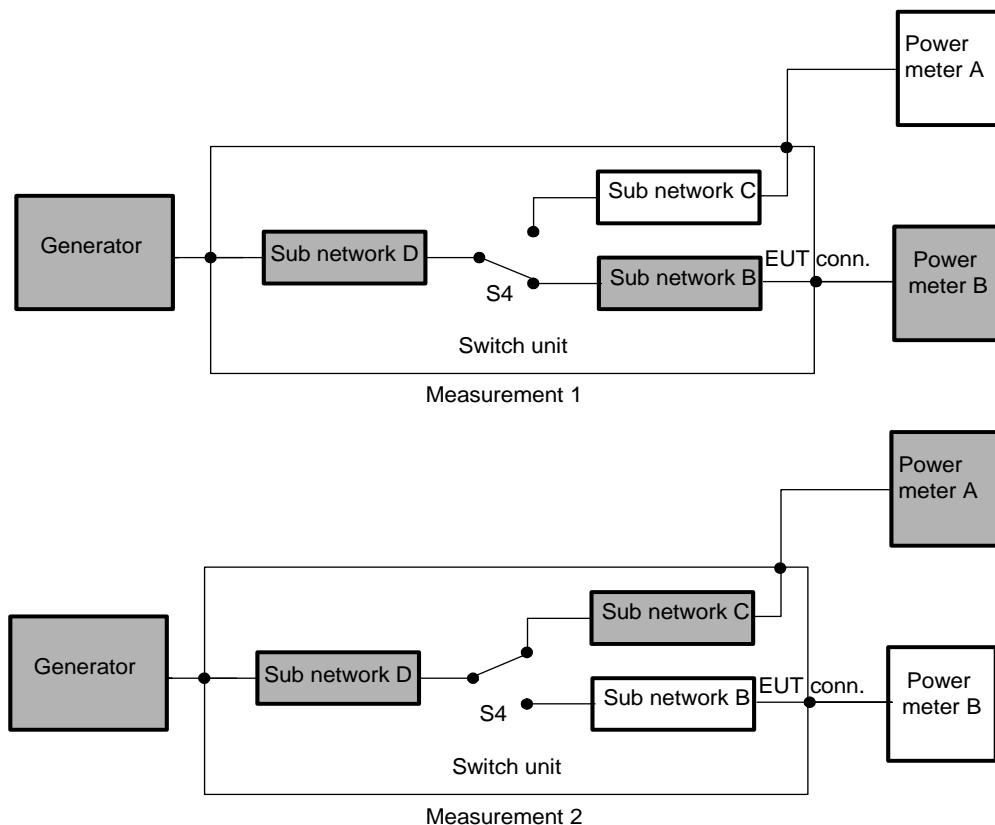 Power
meter A
Sub network C
Generator
Sub network D
EUT conn.
Power
meter B
Sub network B
S4
Switch unit
Measurement 1
Power
meter A
Sub network C
Generator
Sub network D
EUT conn.
Power
meter B
Sub network B
S4
Switch unit
Measurement 2